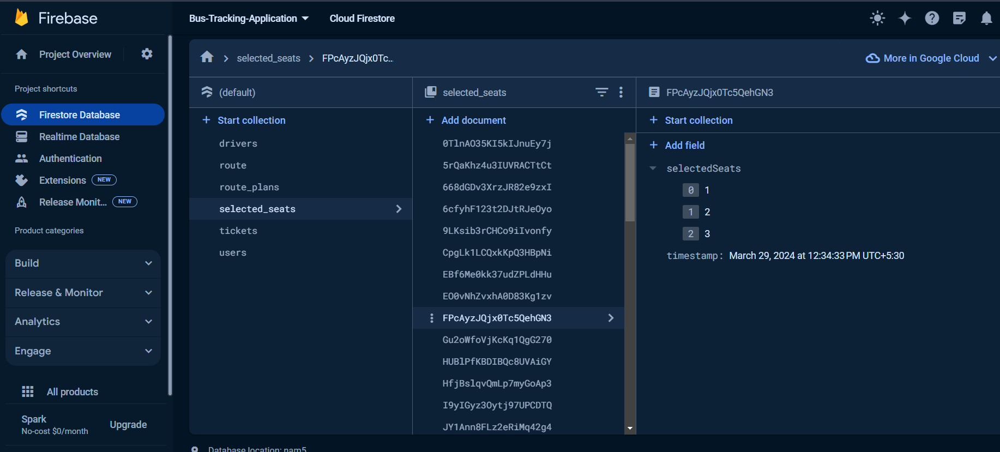 Firebase
Bus-Tracking-Application
Cloud Firestore
Project Overview
selected_seats
FPcAyzJQjx0Tc...
More in Google Cloud
Project shortcuts
(default)
selected_seats
FPcAyzJQjx0Tc5QehGN3
Firestore Database
Realtime Database
Authentication
Extensions NEW
Release Monit... NEW
Product categories
Build
Release & Monitor
Analytics
Engage
All products
Spark
No-cost $0/month
Upgrade
+ Start collection
drivers
route
route_plans
selected_seats
tickets
users
+ Add document
0TlnAO35KI5kIJnuEy7j
5rQaKhz4u3IUVRACTtCt
668dGDv3XrzJR82e9zxI
6cfyhF123t2DJtRJeOyo
9LKsib3rCHCo9iIvonfy
CpgLk1LCQxkKpQ3HBpNi
EBf6Me0kk37udZPLdHHu
EO0vNhZvxhA0D83Kg1zv
FPcAyzJQjx0Tc5QehGN3
Gu2oWfoVjKcKq1QgG270
HUBlPfKBDIBQc8UVAiGY
HfjBslqvQmLp7myGoAp3
I9yIGyz3Oytj97UPCDTQ
JY1Ann8FLz2eRiMq42g4
+ Start collection
+ Add field
selectedSeats
0 1
1 2
2 3
timestamp: March 29, 2024 at 12:34:33 PM UTC+5:30
Database location: nam5